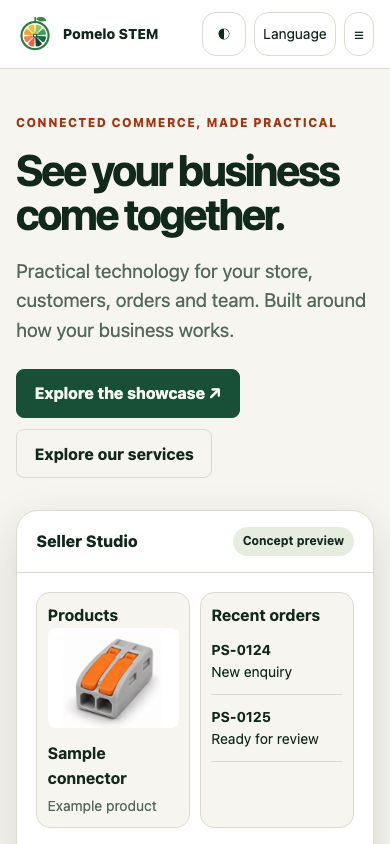 Pomelo STEM
Language
CONNECTED COMMERCE, MADE PRACTICAL
See your business
come together.
Practical technology for your store,
customers, orders and team. Built around
how your business works.
Explore the showcase ↗
Explore our services
Seller Studio
Concept preview
Products
Sample
connector
Example product
Recent orders
PS-0124
New enquiry
PS-0125
Ready for review